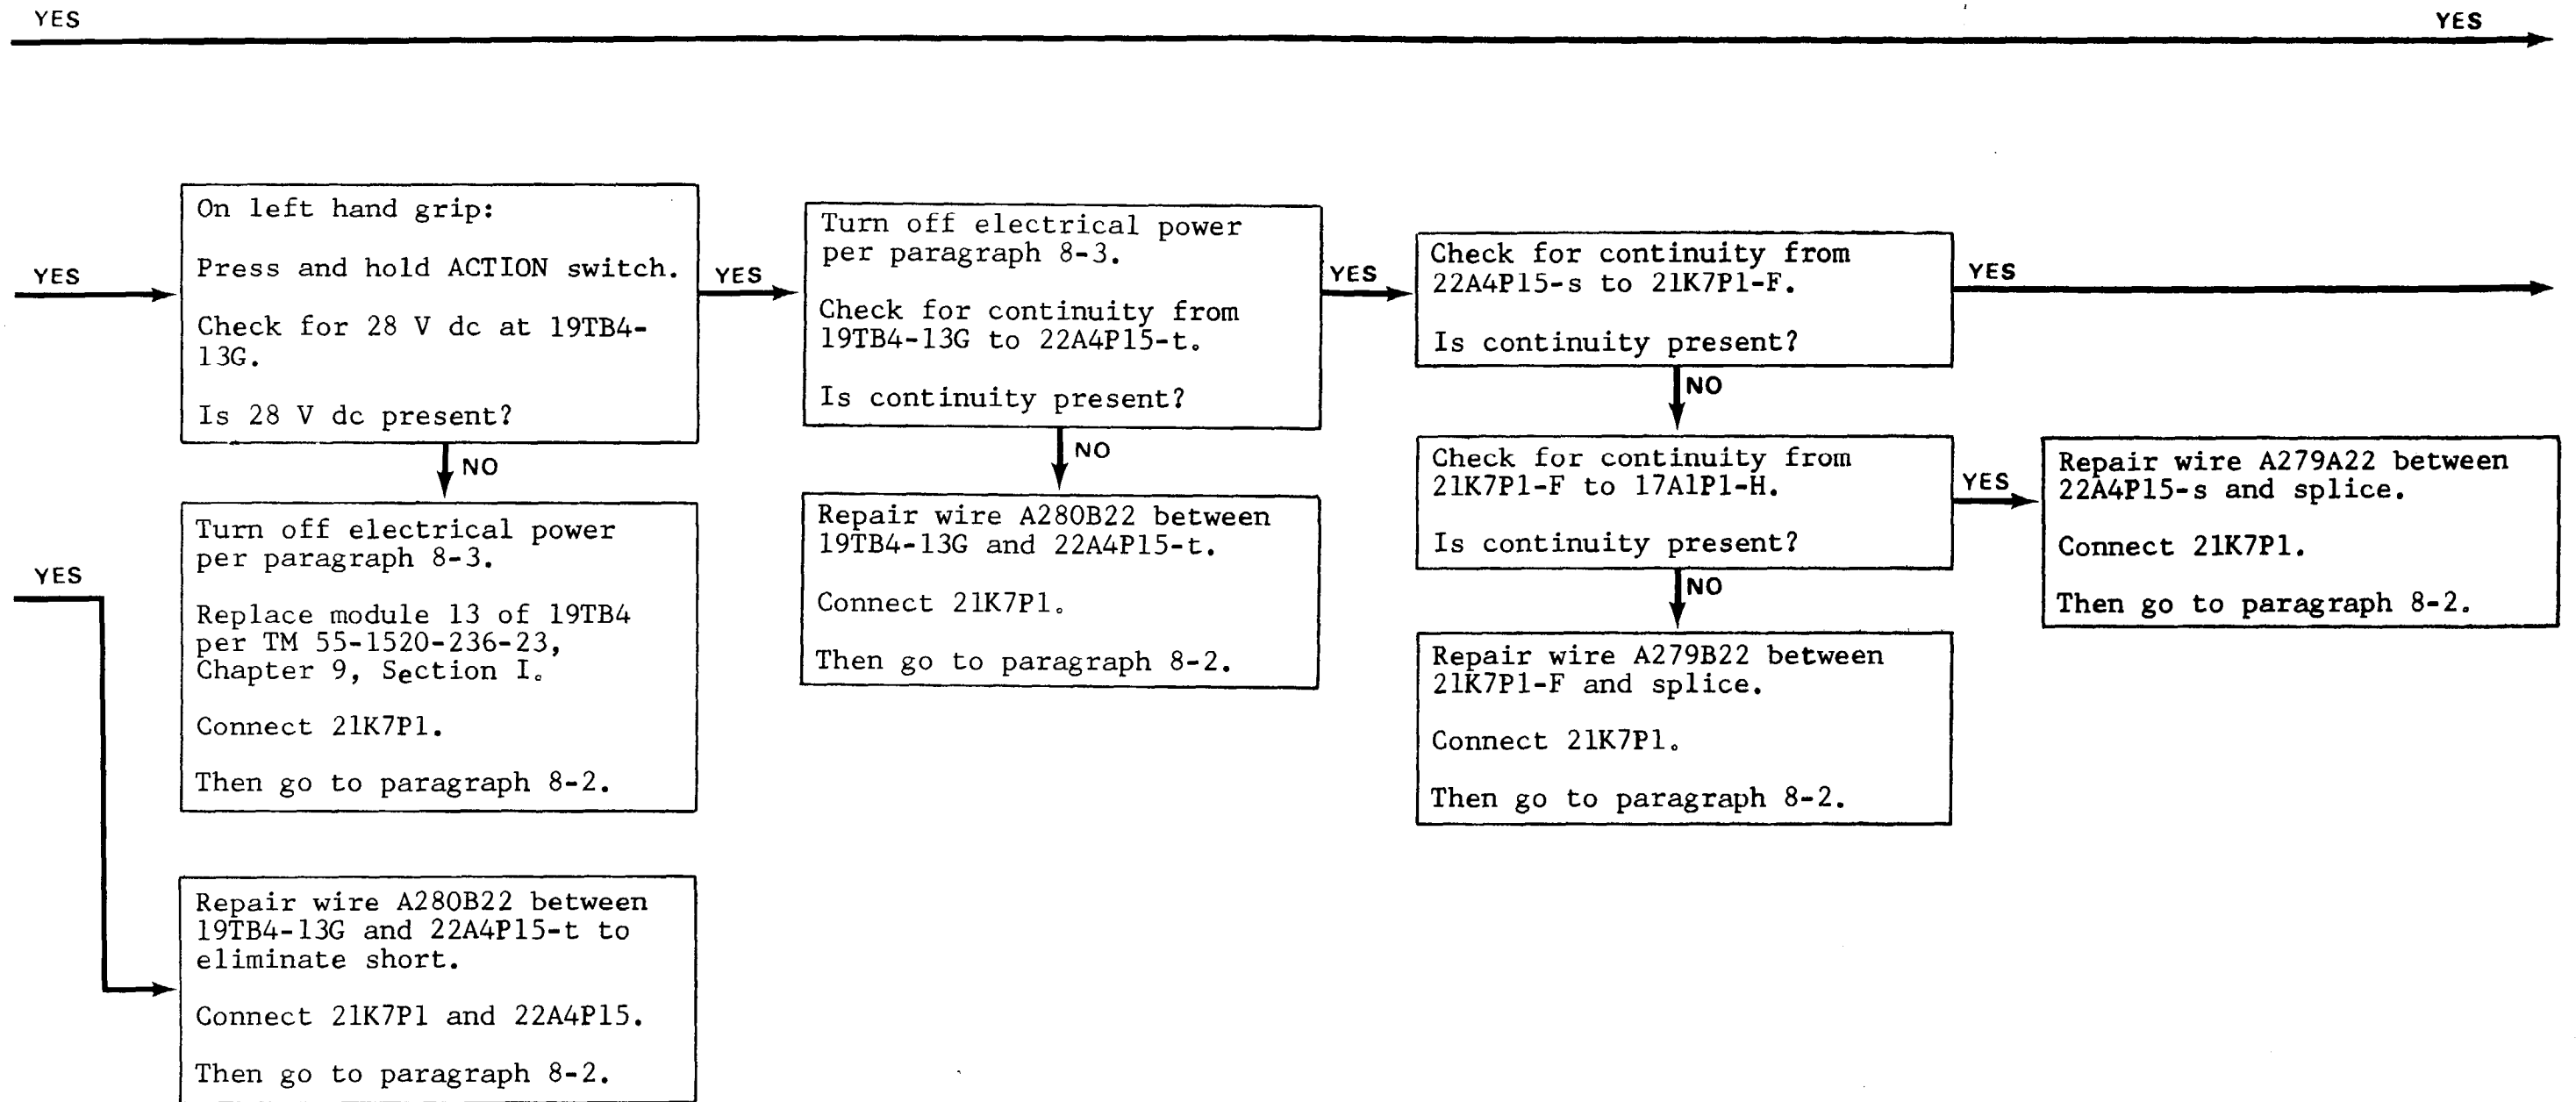 YES
YES
YES
On left hand grip:
Press and hold ACTION switch.
Check for 28 V dc at 19TB4-
13G.
Is 28 V dc present?
YES
Turn off electrical power
per paragraph 8-3.
Check for continuity from
19TB4-13G to 22A4P15-t.
Is continuity present?
YES
Check for continuity from
22A4P15-s to 21K7P1-F.
Is continuity present?
YES
NO
NO
NO
Turn off electrical power
per paragraph 8-3.
Replace module 13 of 19TB4
per TM 55-1520-236-23,
Chapter 9, Section I.
Connect 21K7P1.
Then go to paragraph 8-2.
Repair wire A280B22 between
19TB4-13G and 22A4P15-t.
Connect 21K7P1.
Then go to paragraph 8-2.
Check for continuity from
21K7P1-F to 17A1P1-H.
Is continuity present?
YES
Repair wire A279A22 between
22A4P15-s and splice.
Connect 21K7P1.
Then go to paragraph 8-2.
NO
Repair wire A279B22 between
21K7P1-F and splice.
Connect 21K7P1.
Then go to paragraph 8-2.
YES
Repair wire A280B22 between
19TB4-13G and 22A4P15-t to
eliminate short.
Connect 21K7P1 and 22A4P15.
Then go to paragraph 8-2.